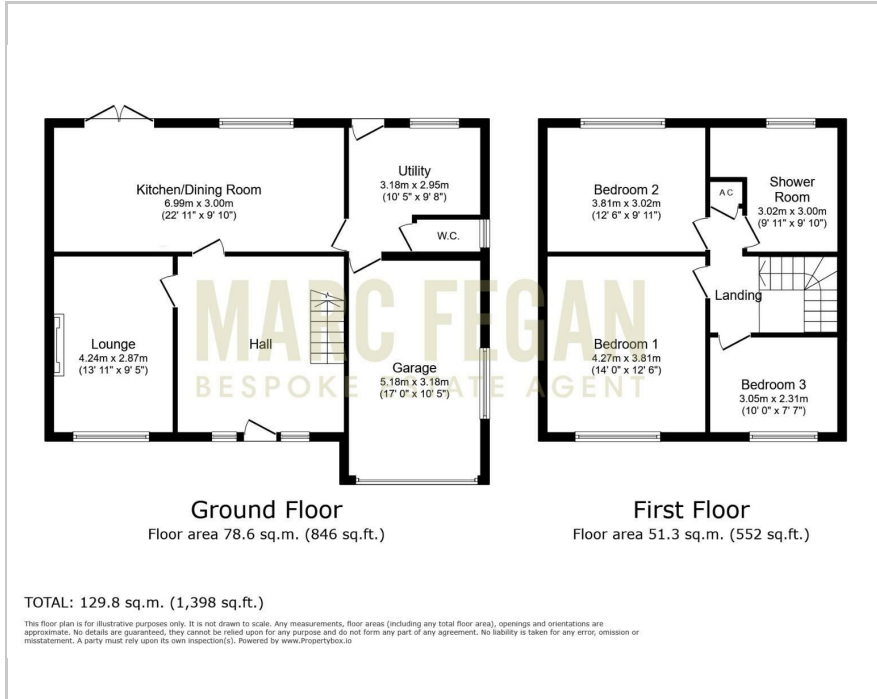 Kitchen/Dining Room
6.99m x 3.00m
(22' 11" x 9' 10")
Utility
3.18m x 2.95m
(10' 5" x 9' 8")
W.C.
Lounge
4.24m x 2.87m
(13' 11" x 9' 5")
Hall
Garage
5.18m x 3.18m
(17' 0" x 10' 5")
Bedroom 2
3.81m x 3.02m
(12' 6" x 9' 11")
A C
Shower
Room
3.02m x 3.00m
(9' 11" x 9' 10")
Landing
Bedroom 1
4.27m x 3.81m
(14' 0" x 12' 6")
Bedroom 3
3.05m x 2.31m
(10' 0" x 7' 7")
MARC FEGAN
BESPOKE ESTATE AGENT
Ground Floor
Floor area 78.6 sq.m. (846 sq.ft.)
First Floor
Floor area 51.3 sq.m. (552 sq.ft.)
TOTAL: 129.8 sq.m. (1,398 sq.ft.)
This floor plan is for illustrative purposes only. It is not drawn to scale. Any measurements, floor areas (including any total floor area), openings and orientations are
approximate. No details are guaranteed, they cannot be relied upon for any purpose and do not form any part of any agreement. No liability is taken for any error, omission or
misstatement. A party must rely upon its own inspection(s). Powered by www.Propertybox.io